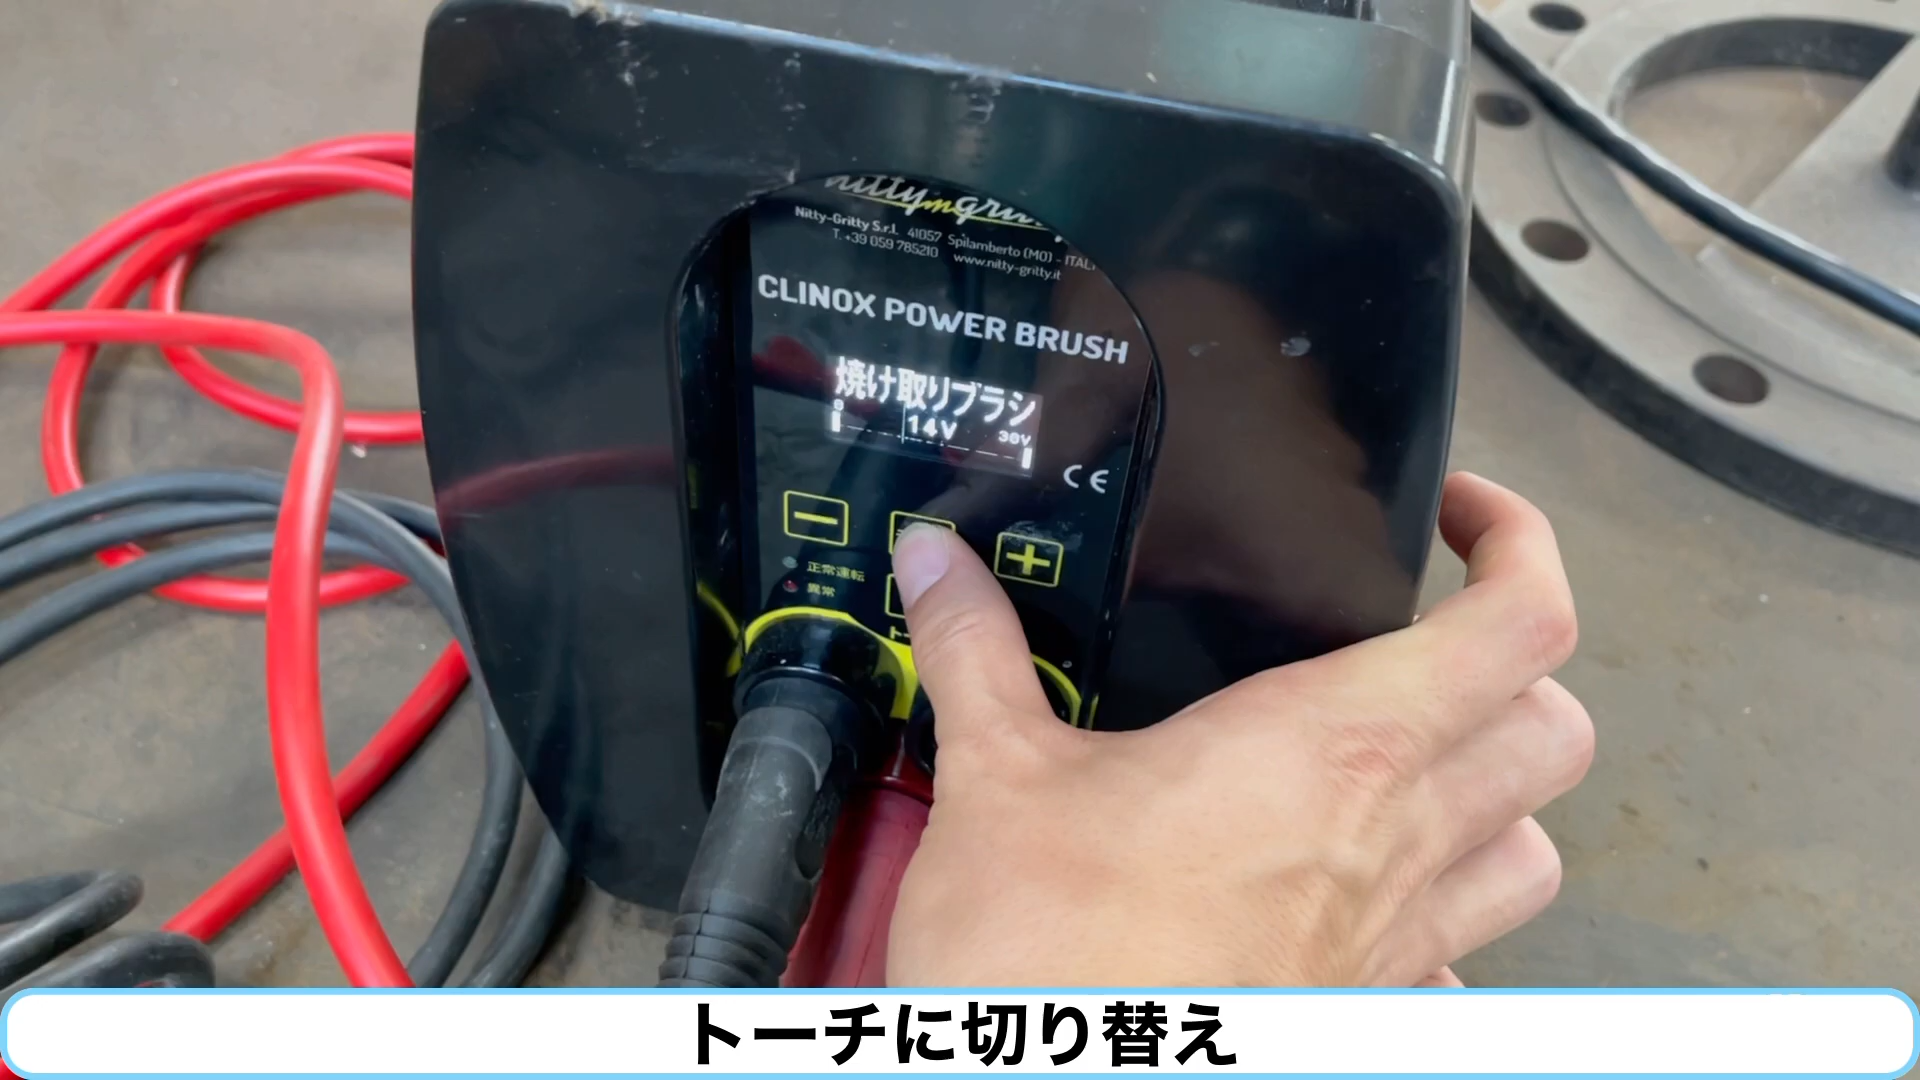 Nitty-Gritty S.r.l. 41057 Spilamberto (MO) - ITALY
T. +39 059 785210 www.nitty-gritty.it
CLINOX POWER BRUSH
焼け取りブラシ
0 14V 30V
CE
− +
正常運転
異常
トーチに切り替え